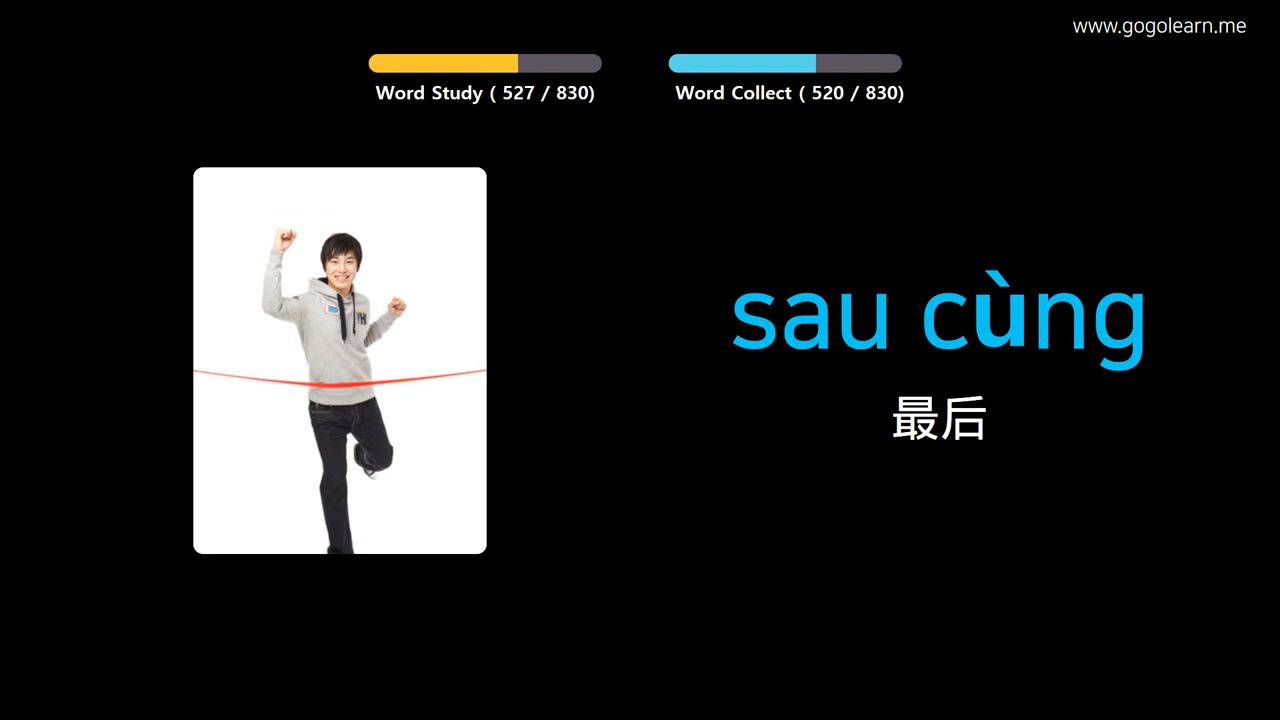 www.gogolearn.me
Word Study ( 527 / 830)
Word Collect ( 520 / 830)
sau cùng
最后